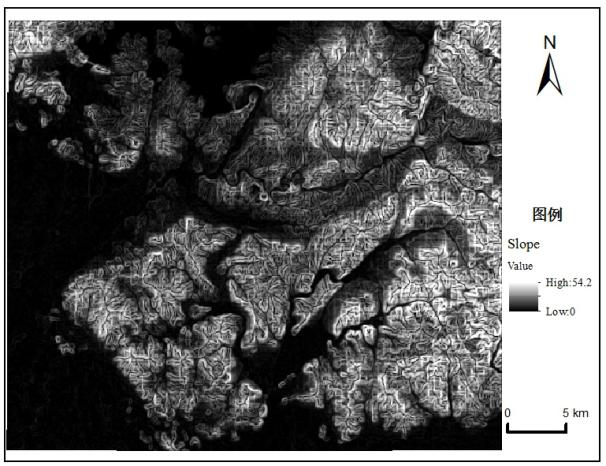 N
图例
Slope
Value
High:54.2
Low:0
0 5 km